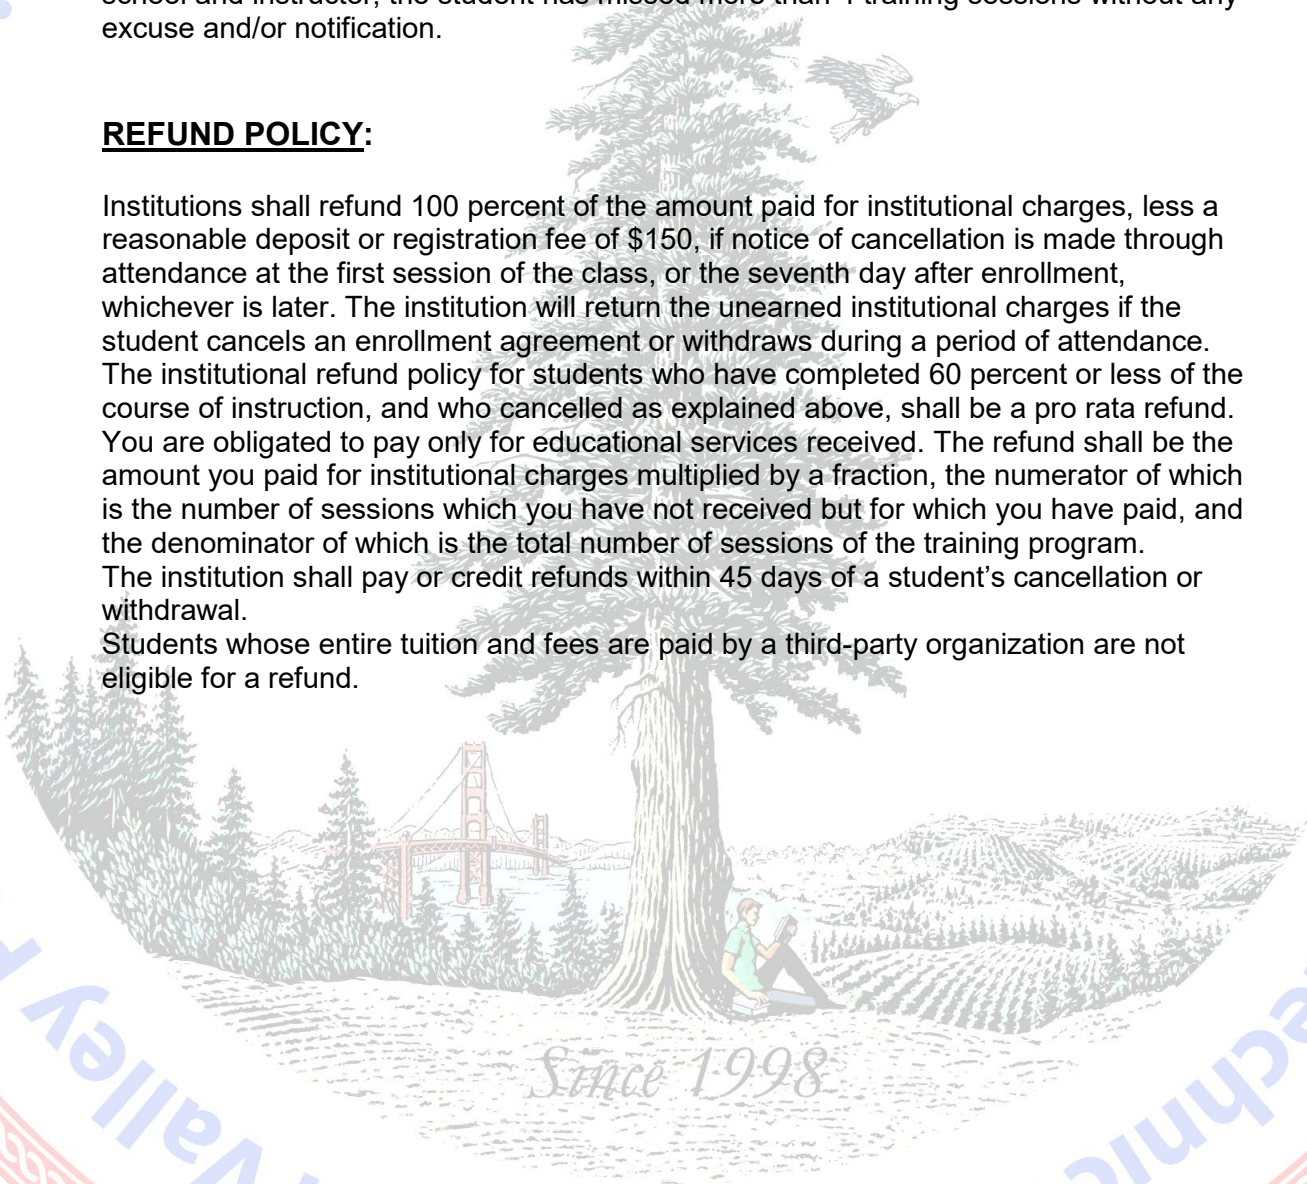 excuse and/or notification.
REFUND POLICY:
Institutions shall refund 100 percent of the amount paid for institutional charges, less a
reasonable deposit or registration fee of $150, if notice of cancellation is made through
attendance at the first session of the class, or the seventh day after enrollment,
whichever is later. The institution will return the unearned institutional charges if the
student cancels an enrollment agreement or withdraws during a period of attendance.
The institutional refund policy for students who have completed 60 percent or less of the
course of instruction, and who cancelled as explained above, shall be a pro rata refund.
You are obligated to pay only for educational services received. The refund shall be the
amount you paid for institutional charges multiplied by a fraction, the numerator of which
is the number of sessions which you have not received but for which you have paid, and
the denominator of which is the total number of sessions of the training program.
The institution shall pay or credit refunds within 45 days of a student’s cancellation or
withdrawal.
Students whose entire tuition and fees are paid by a third-party organization are not
eligible for a refund.
Since 1998
Valley